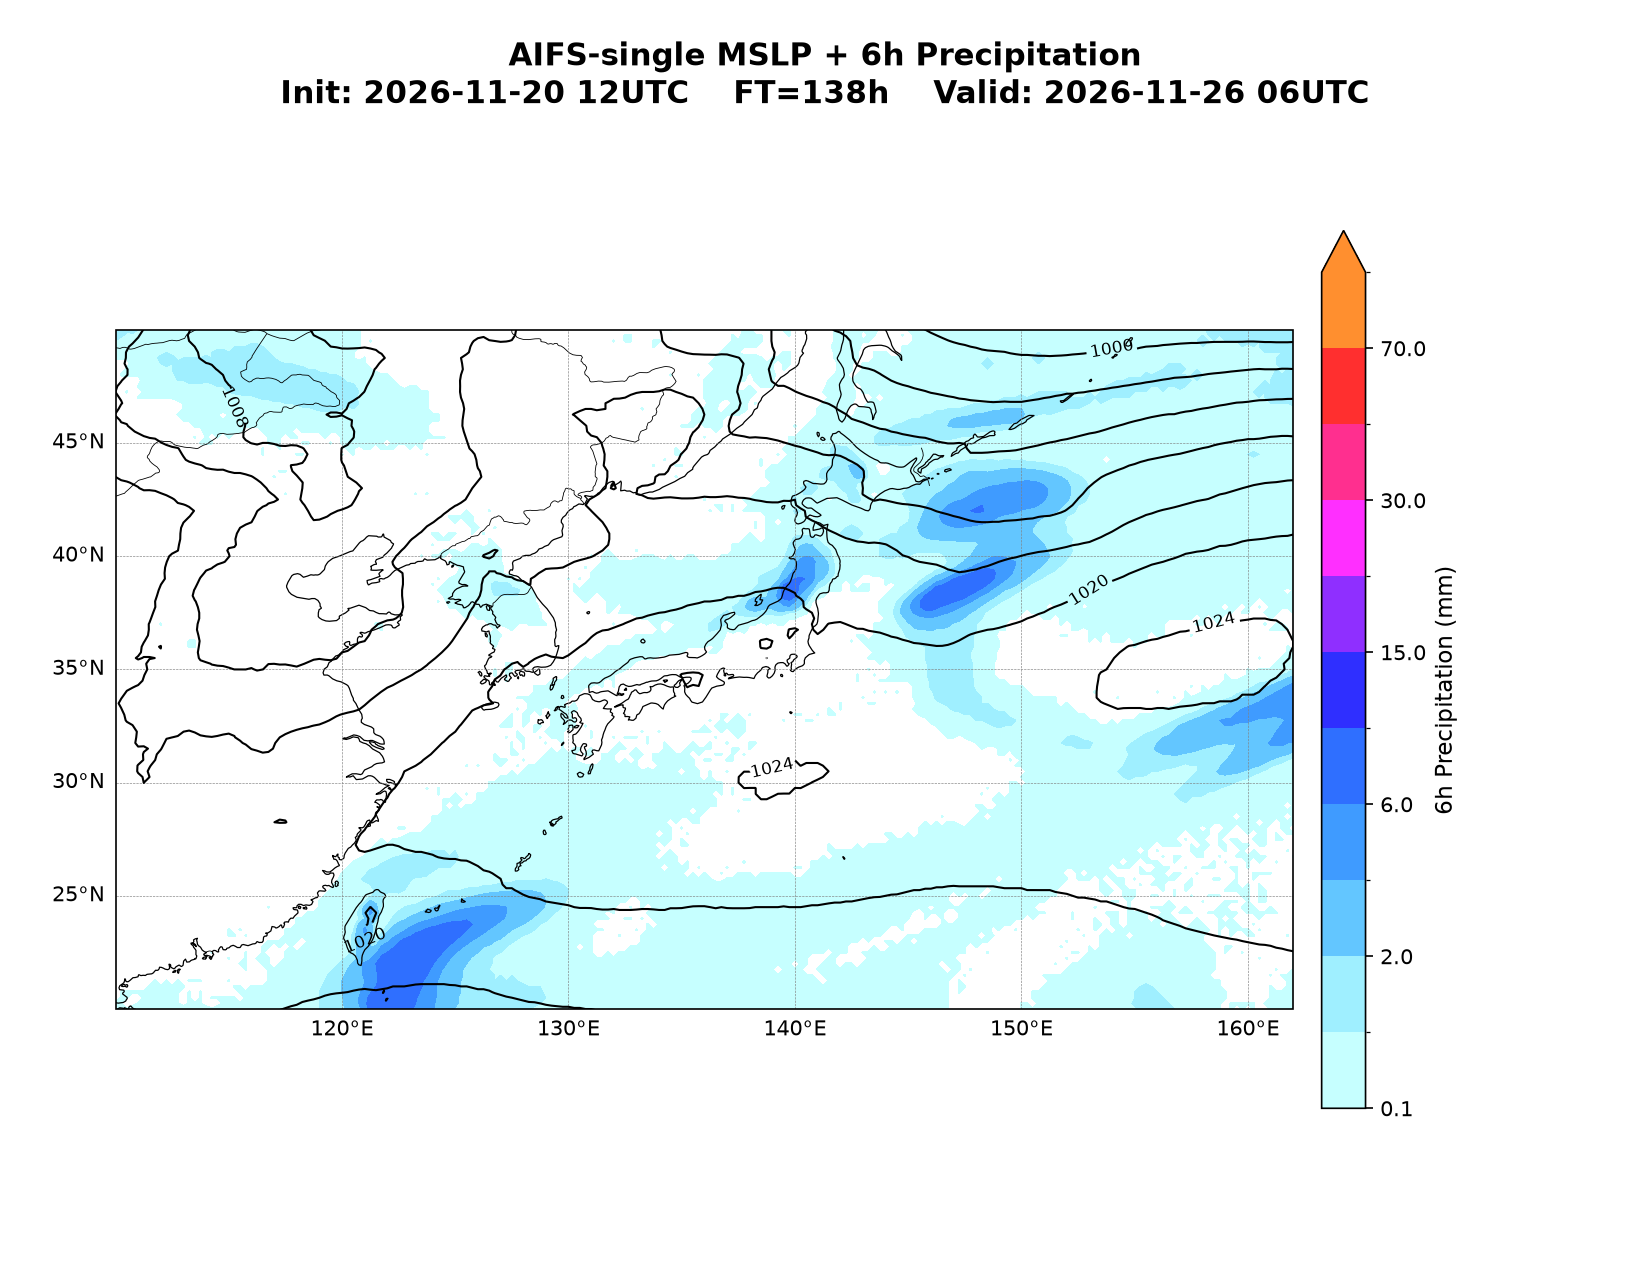 AIFS-single MSLP + 6h Precipitation
Init: 2026-11-20 12UTC    FT=138h    Valid: 2026-11-26 06UTC
1000
1008
1020
1024
1024
1020
45°N
40°N
35°N
30°N
25°N
120°E
130°E
140°E
150°E
160°E
70.0
30.0
15.0
6.0
2.0
0.1
6h Precipitation (mm)